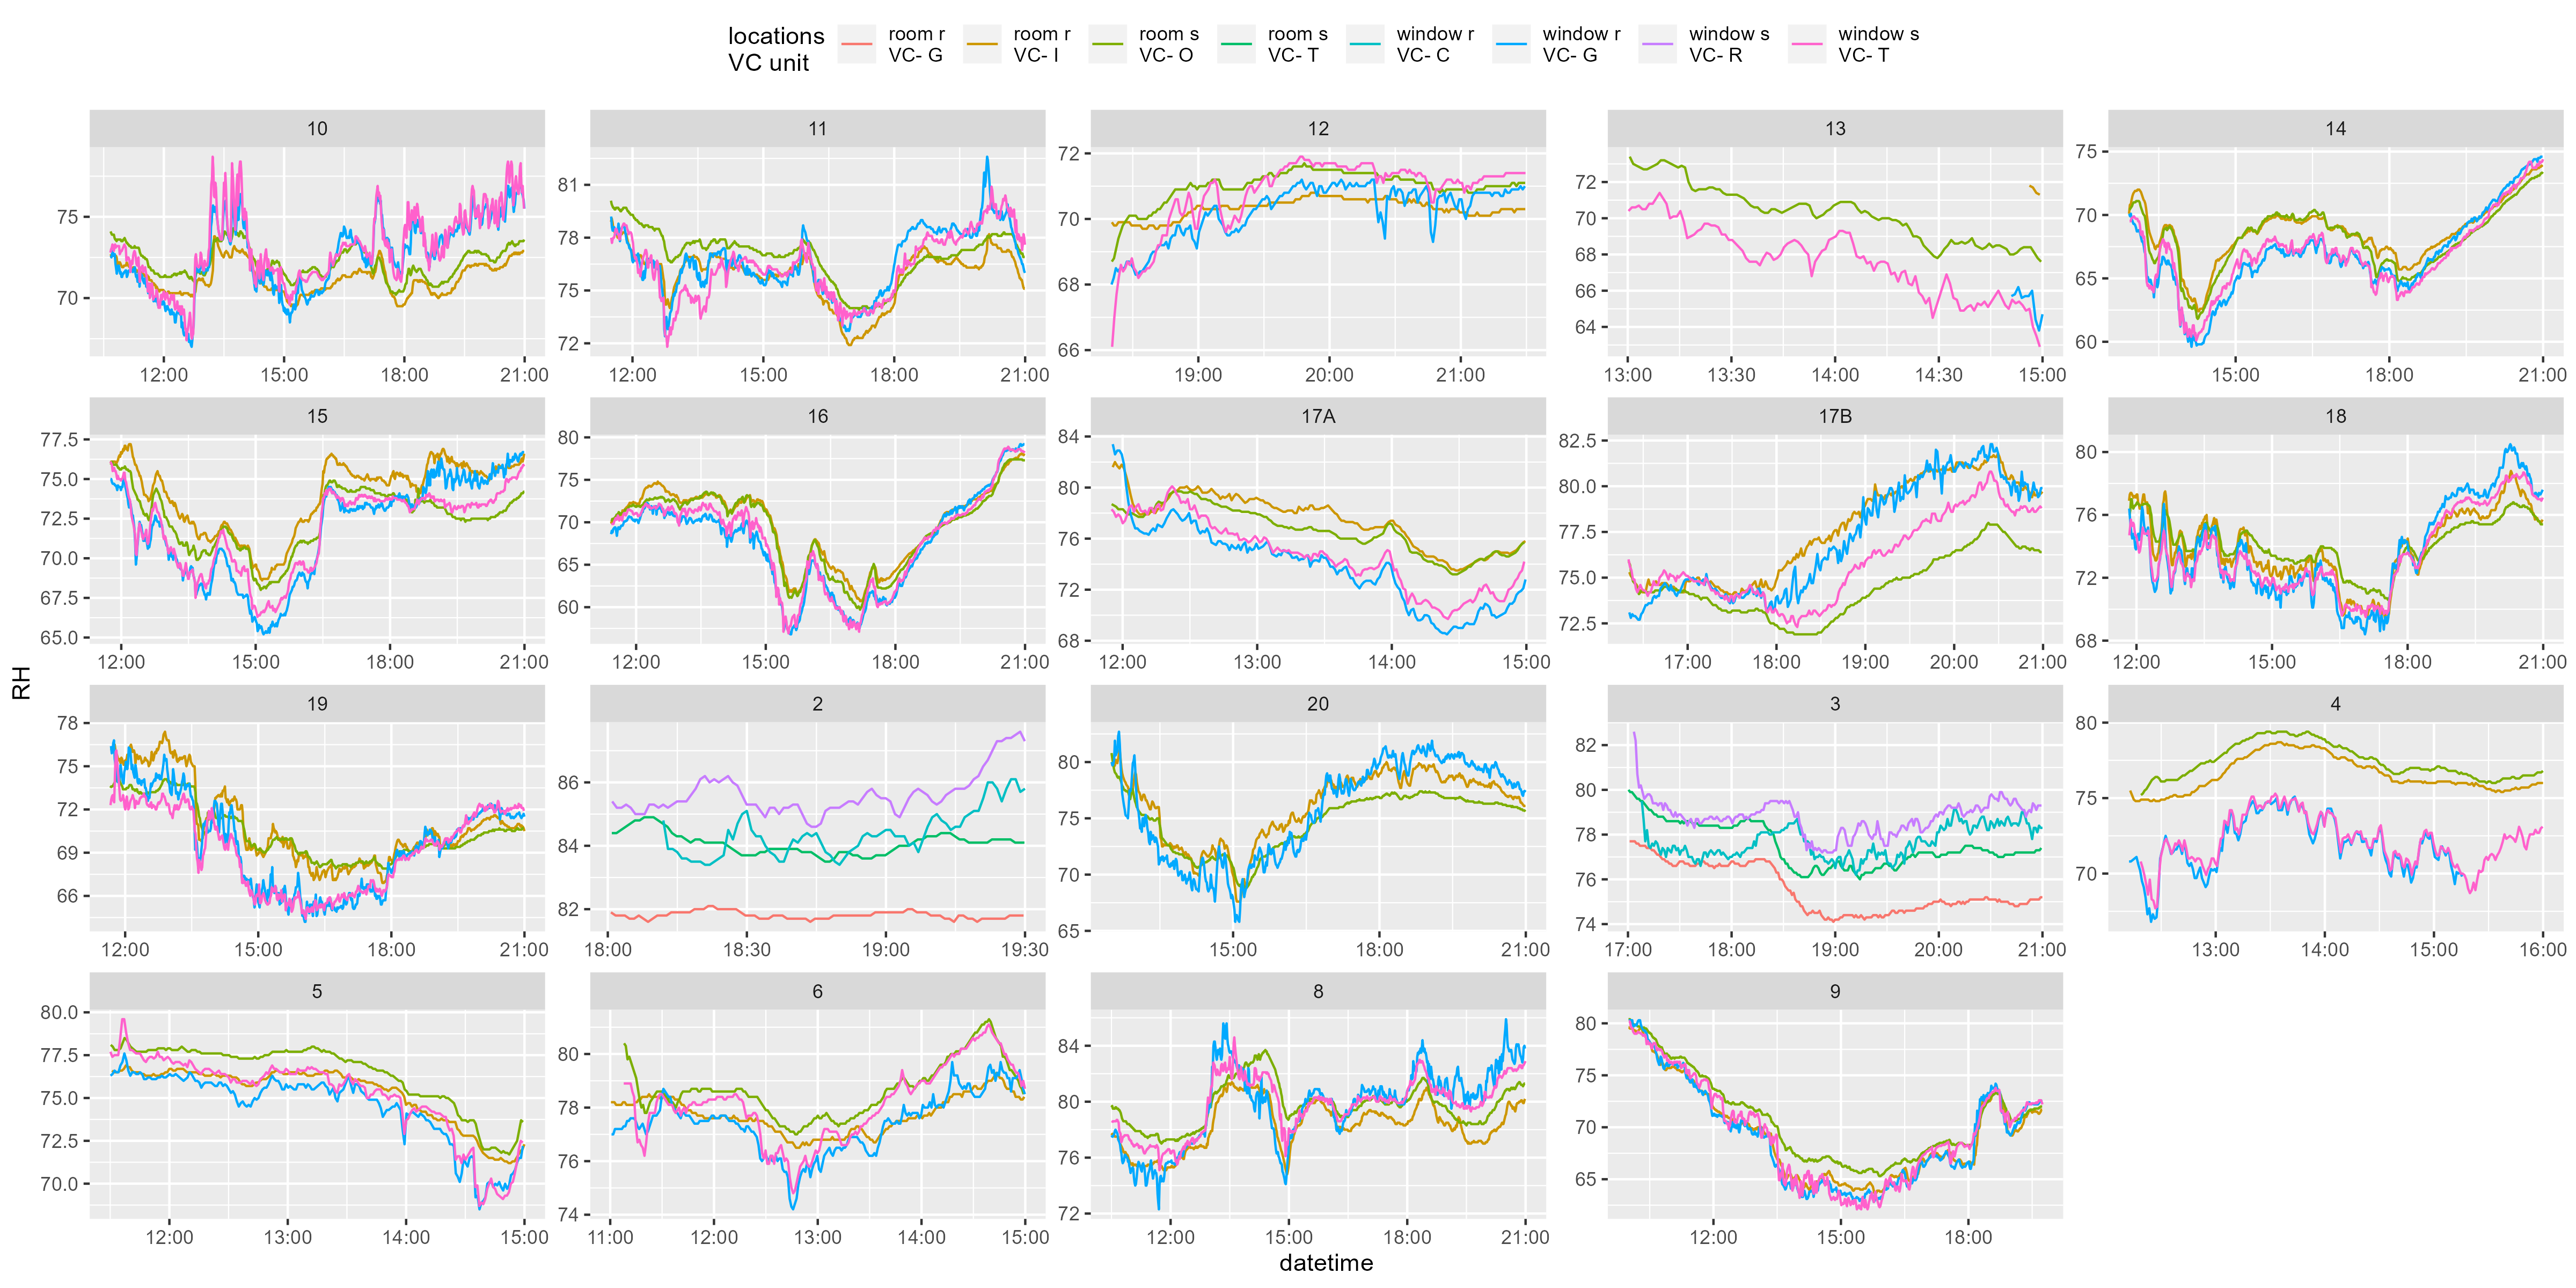 locations
VC unit
room r
VC- G
room r
VC- I
room s
VC- O
room s
VC- T
window r
VC- C
window r
VC- G
window s
VC- R
window s
VC- T
RH
10
75
70
12:00 15:00 18:00 21:00
11
81
78
75
72
12:00 15:00 18:00 21:00
12
72
70
68
66
19:00 20:00 21:00
13
72
70
68
66
64
13:00 13:30 14:00 14:30 15:00
14
75
70
65
60
15:00 18:00 21:00
15
77.5
75.0
72.5
70.0
67.5
65.0
12:00 15:00 18:00 21:00
16
80
75
70
65
60
12:00 15:00 18:00 21:00
17A
84
80
76
72
68
12:00 13:00 14:00 15:00
17B
82.5
80.0
77.5
75.0
72.5
17:00 18:00 19:00 20:00 21:00
18
80
76
72
68
12:00 15:00 18:00 21:00
19
78
75
72
69
66
12:00 15:00 18:00 21:00
2
86
84
82
18:00 18:30 19:00 19:30
20
80
75
70
65
15:00 18:00 21:00
3
82
80
78
76
74
17:00 18:00 19:00 20:00 21:00
4
80
75
70
13:00 14:00 15:00 16:00
5
80.0
77.5
75.0
72.5
70.0
12:00 13:00 14:00 15:00
6
80
78
76
74
11:00 12:00 13:00 14:00 15:00
8
84
80
76
72
12:00 15:00 18:00 21:00
9
80
75
70
65
12:00 15:00 18:00
datetime